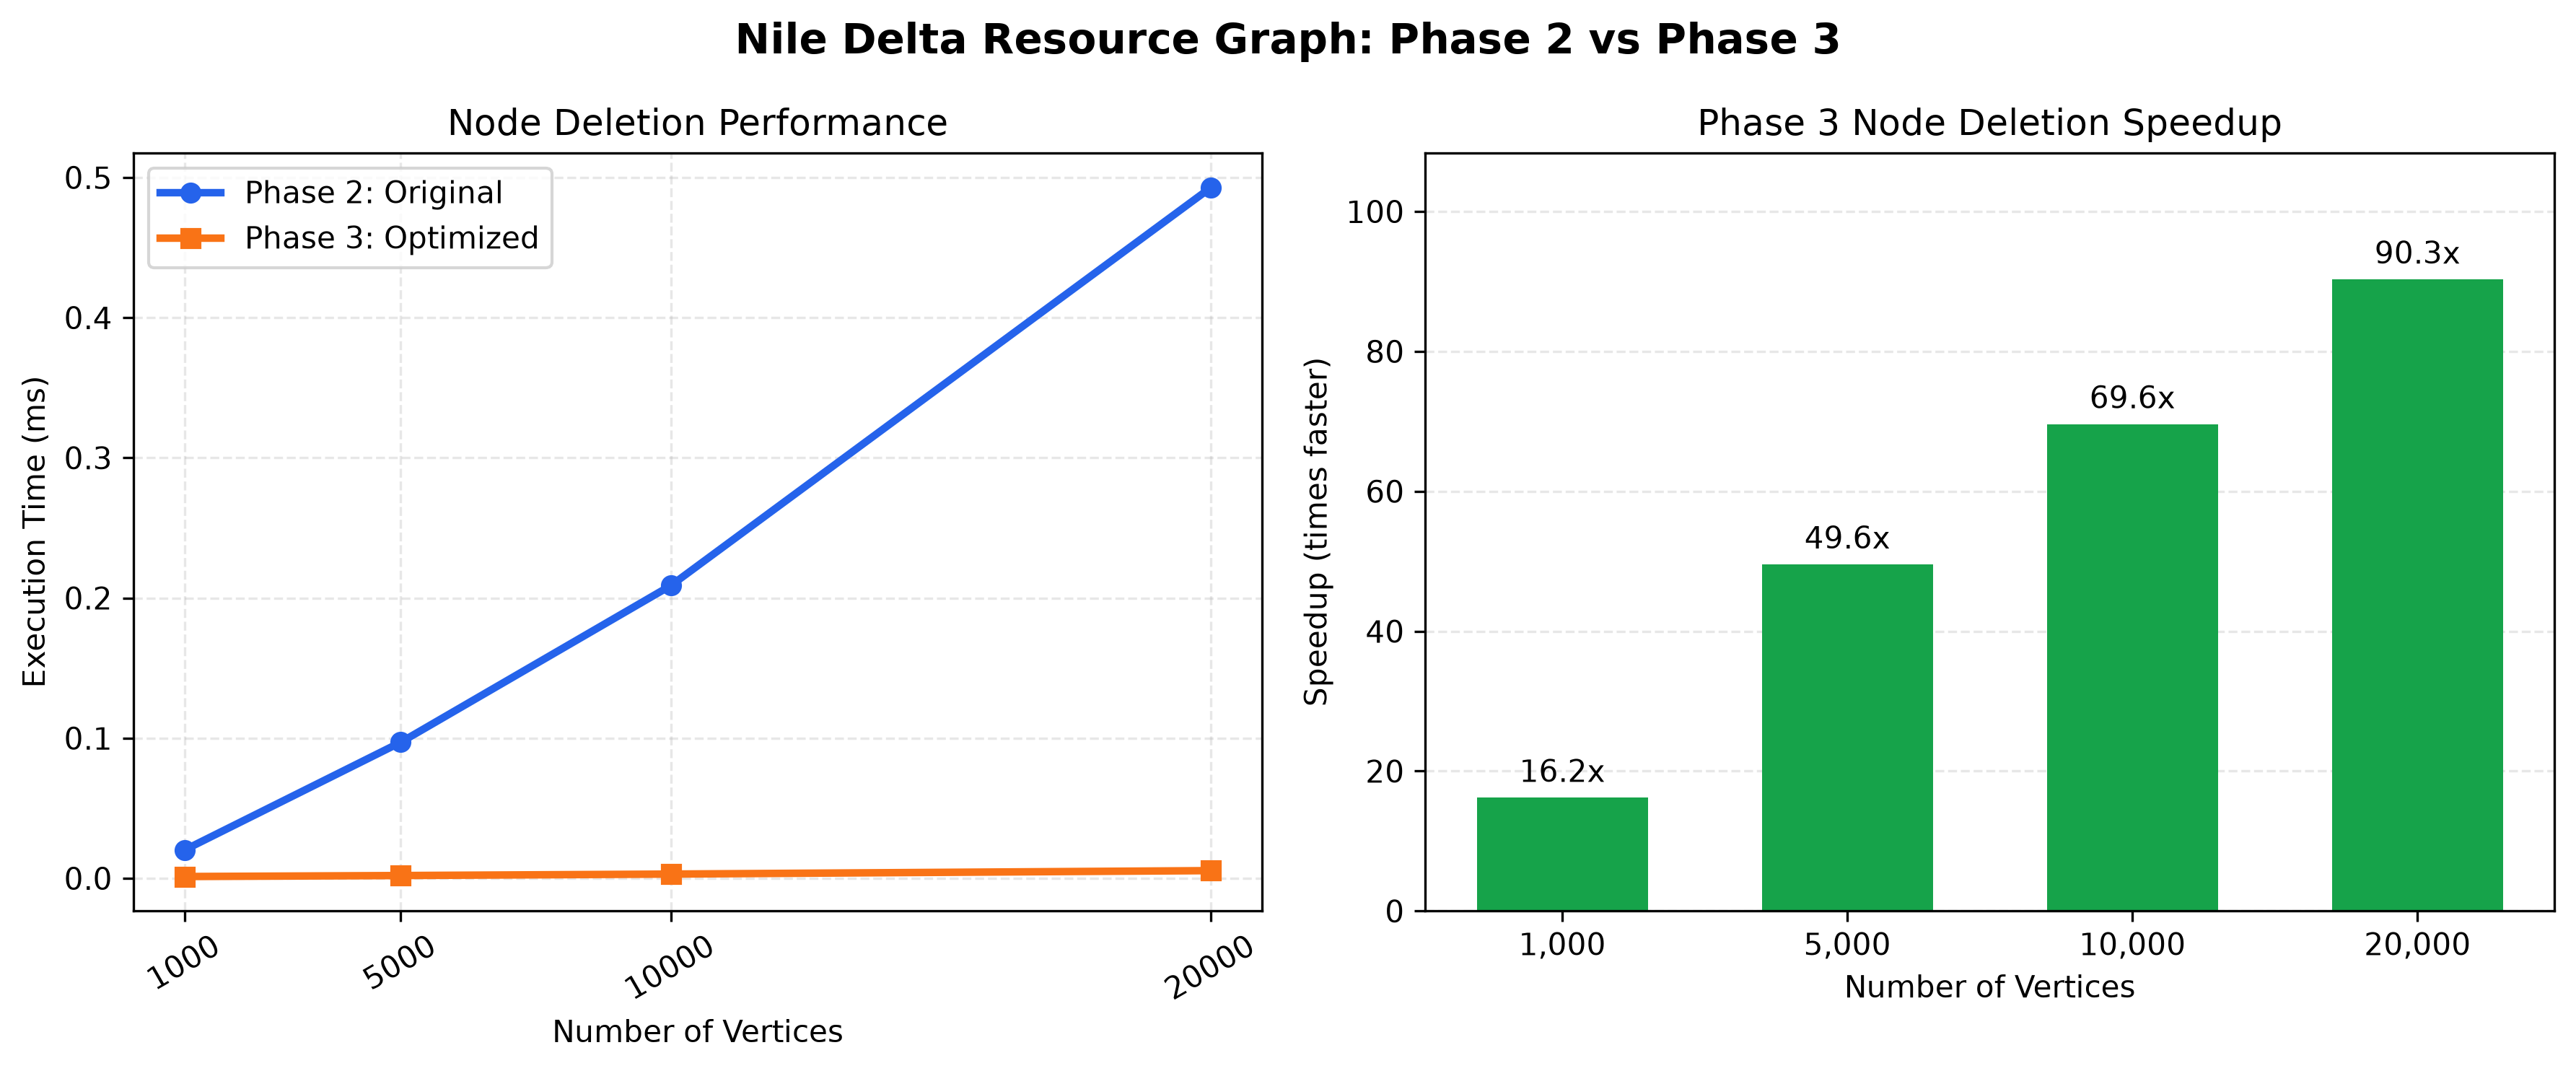 Nile Delta Resource Graph: Phase 2 vs Phase 3
Node Deletion Performance
Phase 2: Original
Phase 3: Optimized
Execution Time (ms)
0.5
0.4
0.3
0.2
0.1
0.0
1000 5000 10000 20000
Number of Vertices
Phase 3 Node Deletion Speedup
Speedup (times faster)
100
80
60
40
20
0
16.2x
49.6x
69.6x
90.3x
1,000 5,000 10,000 20,000
Number of Vertices